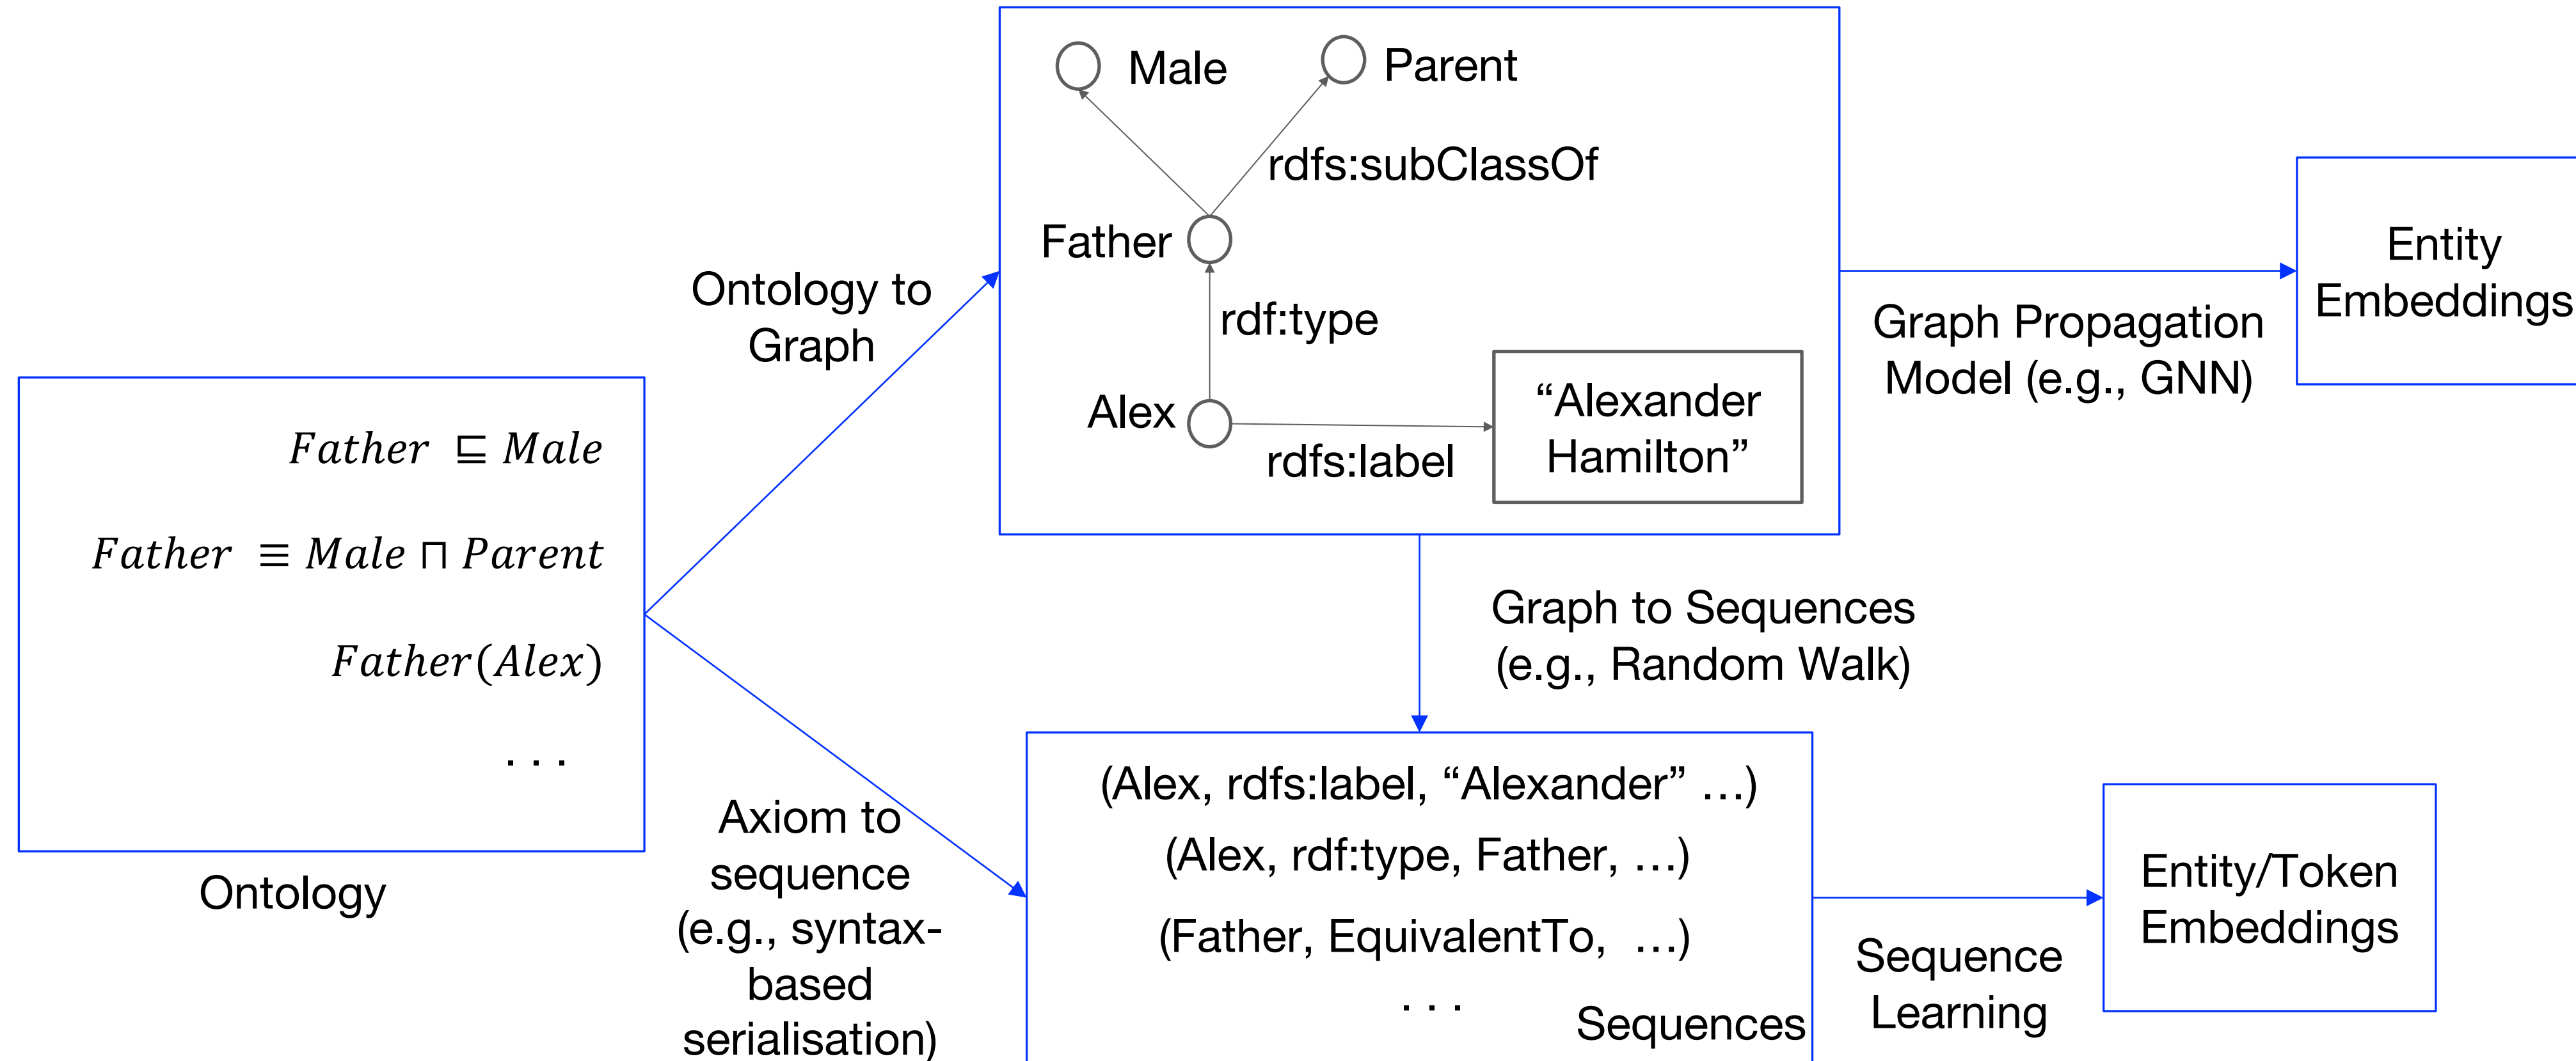 Male
Parent
rdfs:subClassOf
Father
rdf:type
Alex
rdfs:label
“Alexander
Hamilton”
Ontology to
Graph
Graph Propagation
Model (e.g., GNN)
Entity
Embeddings
Father ⊑ Male
Father ≡ Male ⊓ Parent
Father(Alex)
. . .
Ontology
Axiom to
sequence
(e.g., syntax-
based
serialisation)
Graph to Sequences
(e.g., Random Walk)
(Alex, rdfs:label, “Alexander” …)
(Alex, rdf:type, Father, …)
(Father, EquivalentTo, …)
. . .
Sequences
Sequence
Learning
Entity/Token
Embeddings